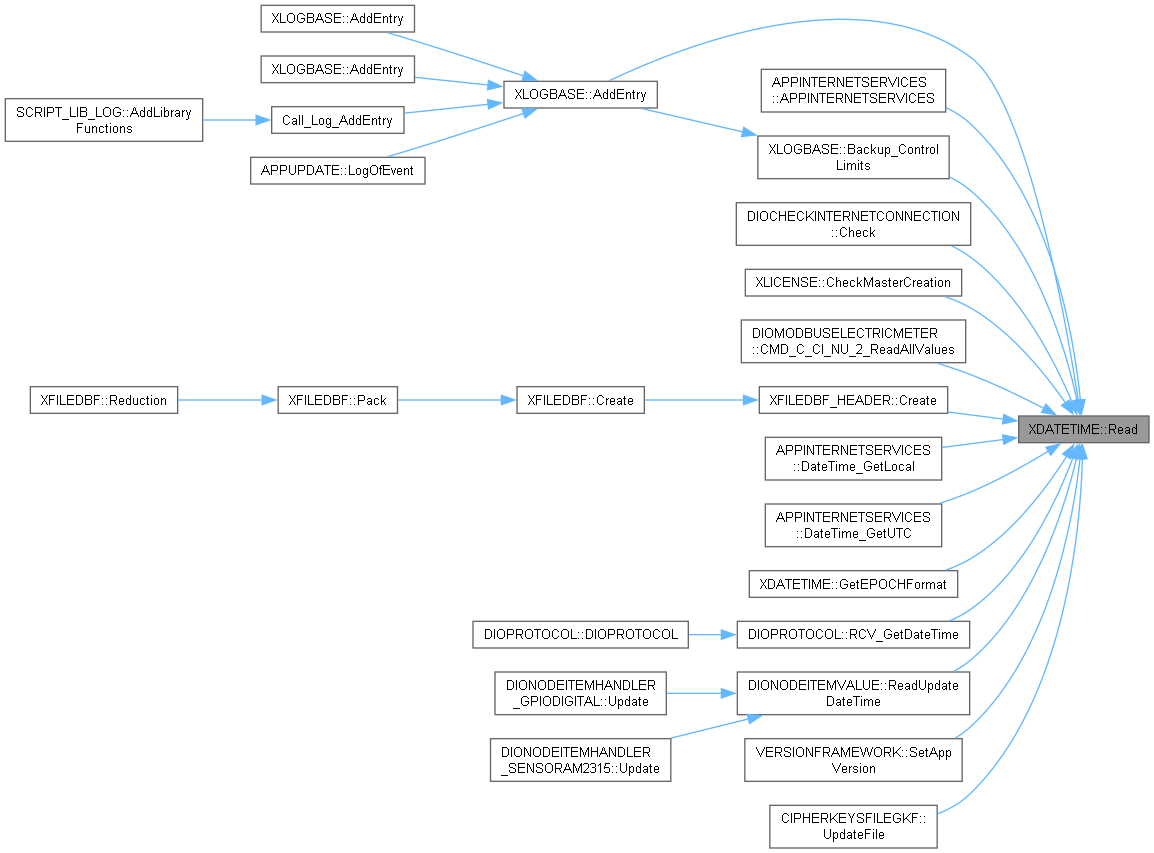 XLOGBASE::AddEntry
XLOGBASE::AddEntry
XLOGBASE::AddEntry
SCRIPT_LIB_LOG::AddLibrary
Functions
Call_Log_AddEntry
APPUPDATE::LogOfEvent
APPINTERNETSERVICES
::APPINTERNETSERVICES
XLOGBASE::Backup_Control
Limits
DIOCHECKINTERNETCONNECTION
::Check
XLICENSE::CheckMasterCreation
DIOMODBUSELECTRICMETER
::CMD_C_CI_NU_2_ReadAllValues
XFILEDBF::Reduction
XFILEDBF::Pack
XFILEDBF::Create
XFILEDBF_HEADER::Create
XDATETIME::Read
APPINTERNETSERVICES
::DateTime_GetLocal
APPINTERNETSERVICES
::DateTime_GetUTC
XDATETIME::GetEPOCHFormat
DIOPROTOCOL::DIOPROTOCOL
DIOPROTOCOL::RCV_GetDateTime
DIONODEITEMHANDLER
_GPIODIGITAL::Update
DIONODEITEMVALUE::ReadUpdate
DateTime
DIONODEITEMHANDLER
_SENSORAM2315::Update
VERSIONFRAMEWORK::SetApp
Version
CIPHERKEYSFILEGKF::
UpdateFile